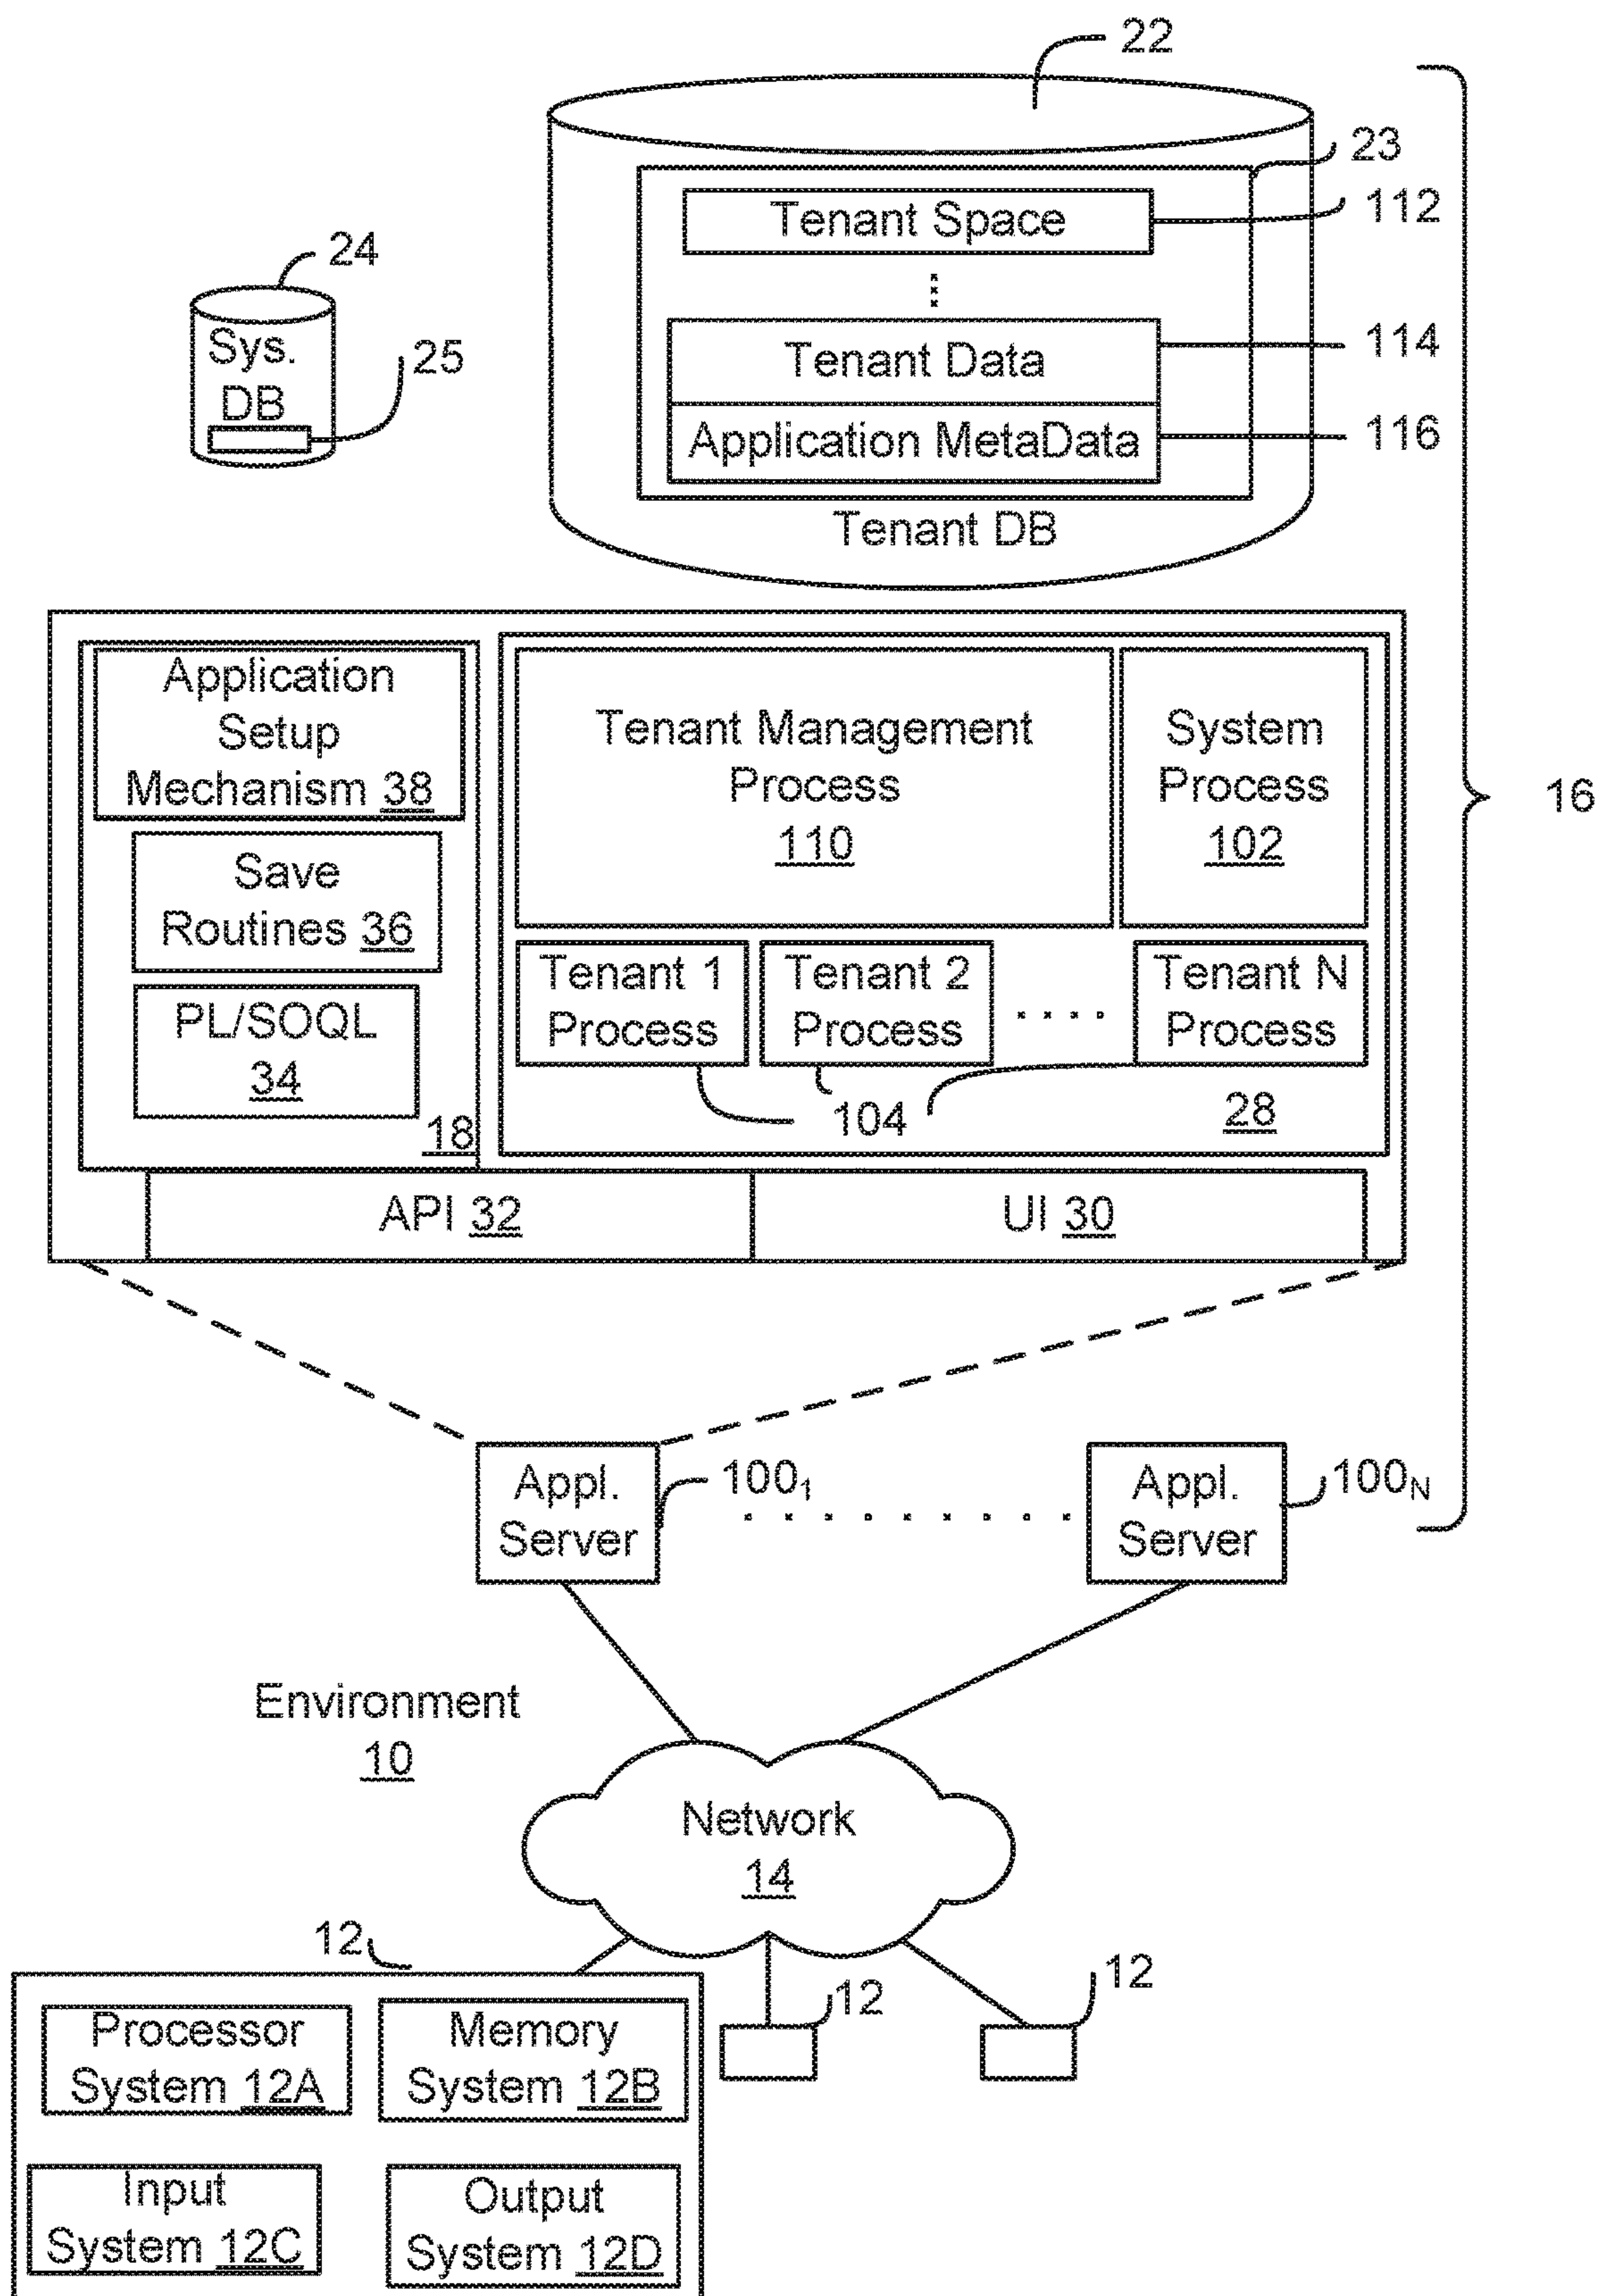 22
23
Tenant Space
112
24
Sys.
DB
25
Tenant Data
114
Application MetaData
116
Tenant DB
Application
Setup
Mechanism 38
Tenant Management
Process
110
System
Process
102
16
Save
Routines 36
Tenant 1
Process
Tenant 2
Process
Tenant N
Process
PL/SOQL
34
104
28
18
API 32
UI 30
Appl.
Server
100₁
Appl.
Server
100N
Environment
10
Network
14
12
12
12
Processor
System 12A
Memory
System 12B
Input
System 12C
Output
System 12D